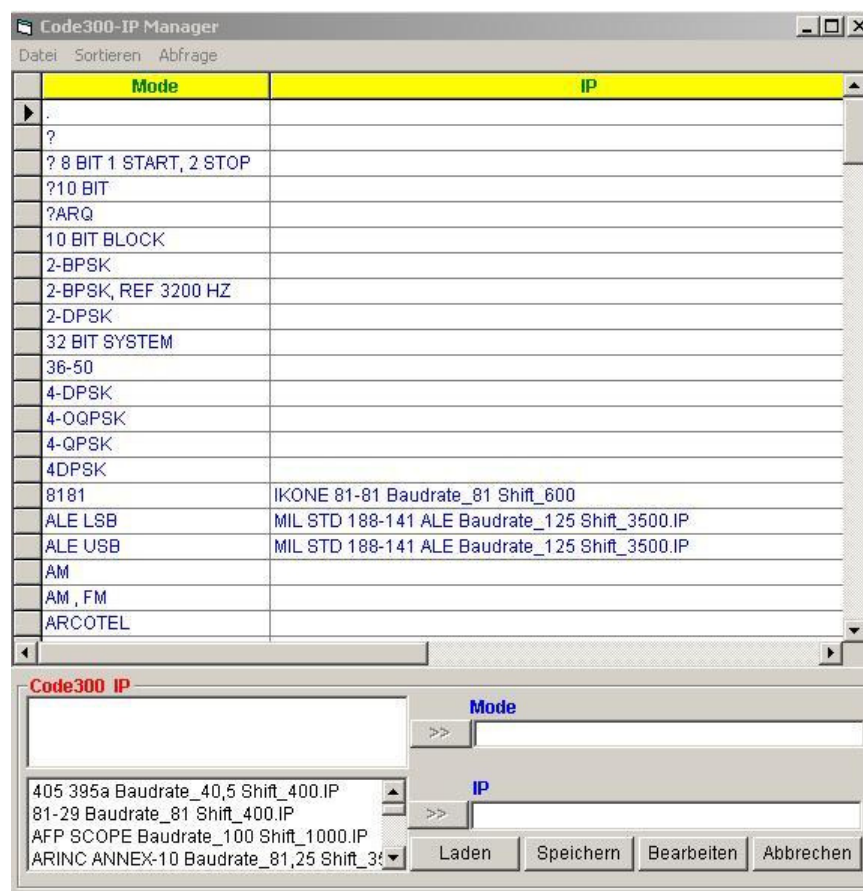 Code300-IP Manager
Datei Sortieren Abfrage
Mode IP
.
?
? 8 BIT 1 START, 2 STOP
?10 BIT
?ARQ
10 BIT BLOCK
2-BPSK
2-BPSK, REF 3200 HZ
2-DPSK
32 BIT SYSTEM
36-50
4-DPSK
4-OQPSK
4-QPSK
4DPSK
8181 IKONE 81-81 Baudrate_81 Shift_600
ALE LSB MIL STD 188-141 ALE Baudrate_125 Shift_3500.IP
ALE USB MIL STD 188-141 ALE Baudrate_125 Shift_3500.IP
AM
AM , FM
ARCOTEL
Code300 IP
Mode
>>
405 395a Baudrate_40,5 Shift_400.IP
81-29 Baudrate_81 Shift_400.IP
AFP SCOPE Baudrate_100 Shift_1000.IP
ARINC ANNEX-10 Baudrate_81,25
IP
>>
Laden Speichern Bearbeiten Abbrechen